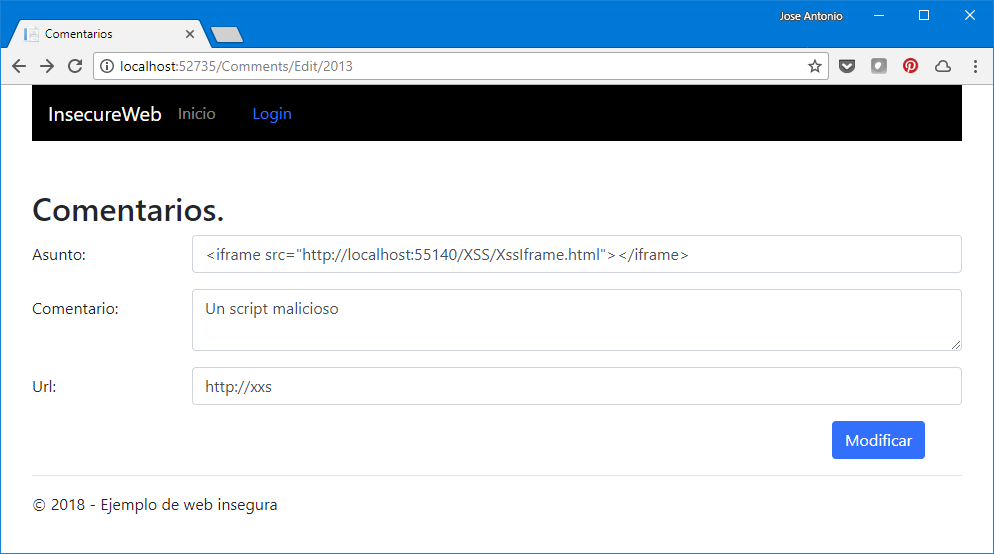 Jose Antonio
Comentarios
localhost:52735/Comments/Edit/2013
InsecureWeb Inicio Login
Comentarios.
Asunto: <iframe src="http://localhost:55140/XSS/XssIframe.html"></iframe>
Comentario: Un script malicioso
Url: http://xxs
Modificar
© 2018 - Ejemplo de web insegura